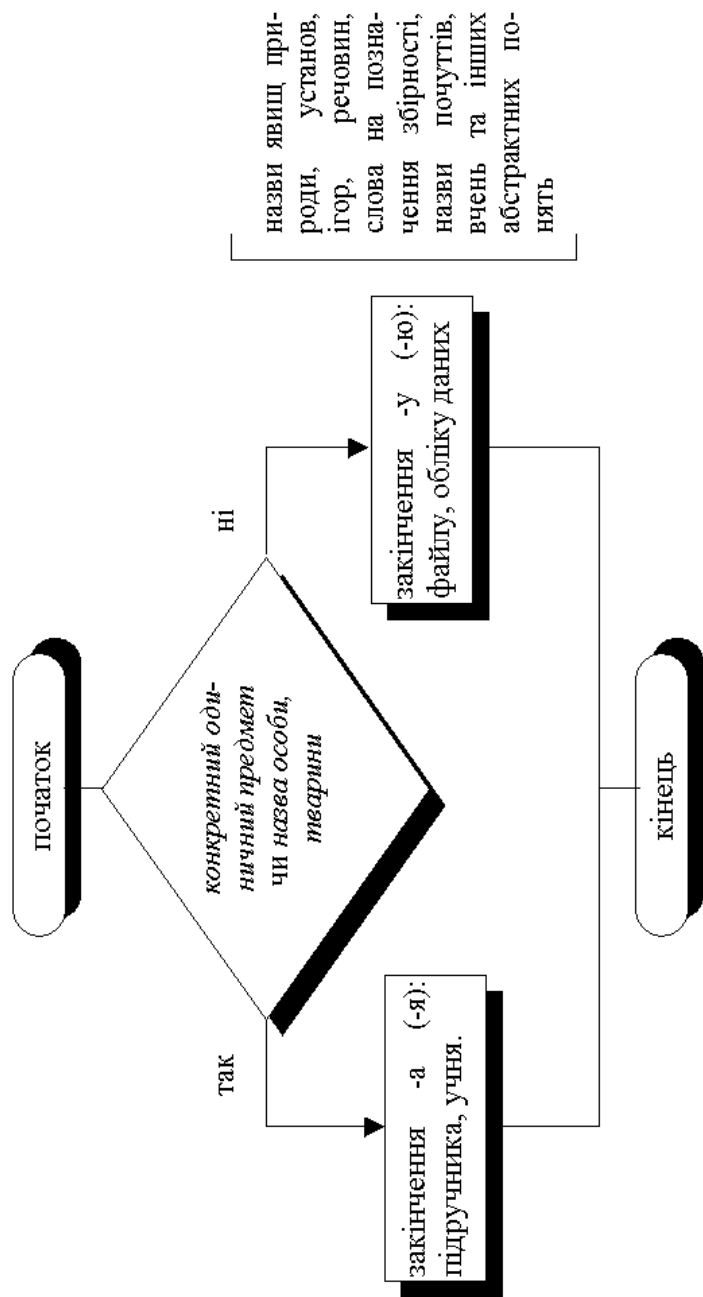 початок
конкретний оди-
ничний предмет
чи назва особи,
тварини
так
ні
закінчення -а (-я):
підручника, учня.
закінчення -у (-ю):
файлу, обліку даних
назви явищ при-
роди, установ,
ігор, речовин,
слова на позна-
чення збірності,
назви почуттів,
вчень та інших
абстрактних по-
нять
кінець